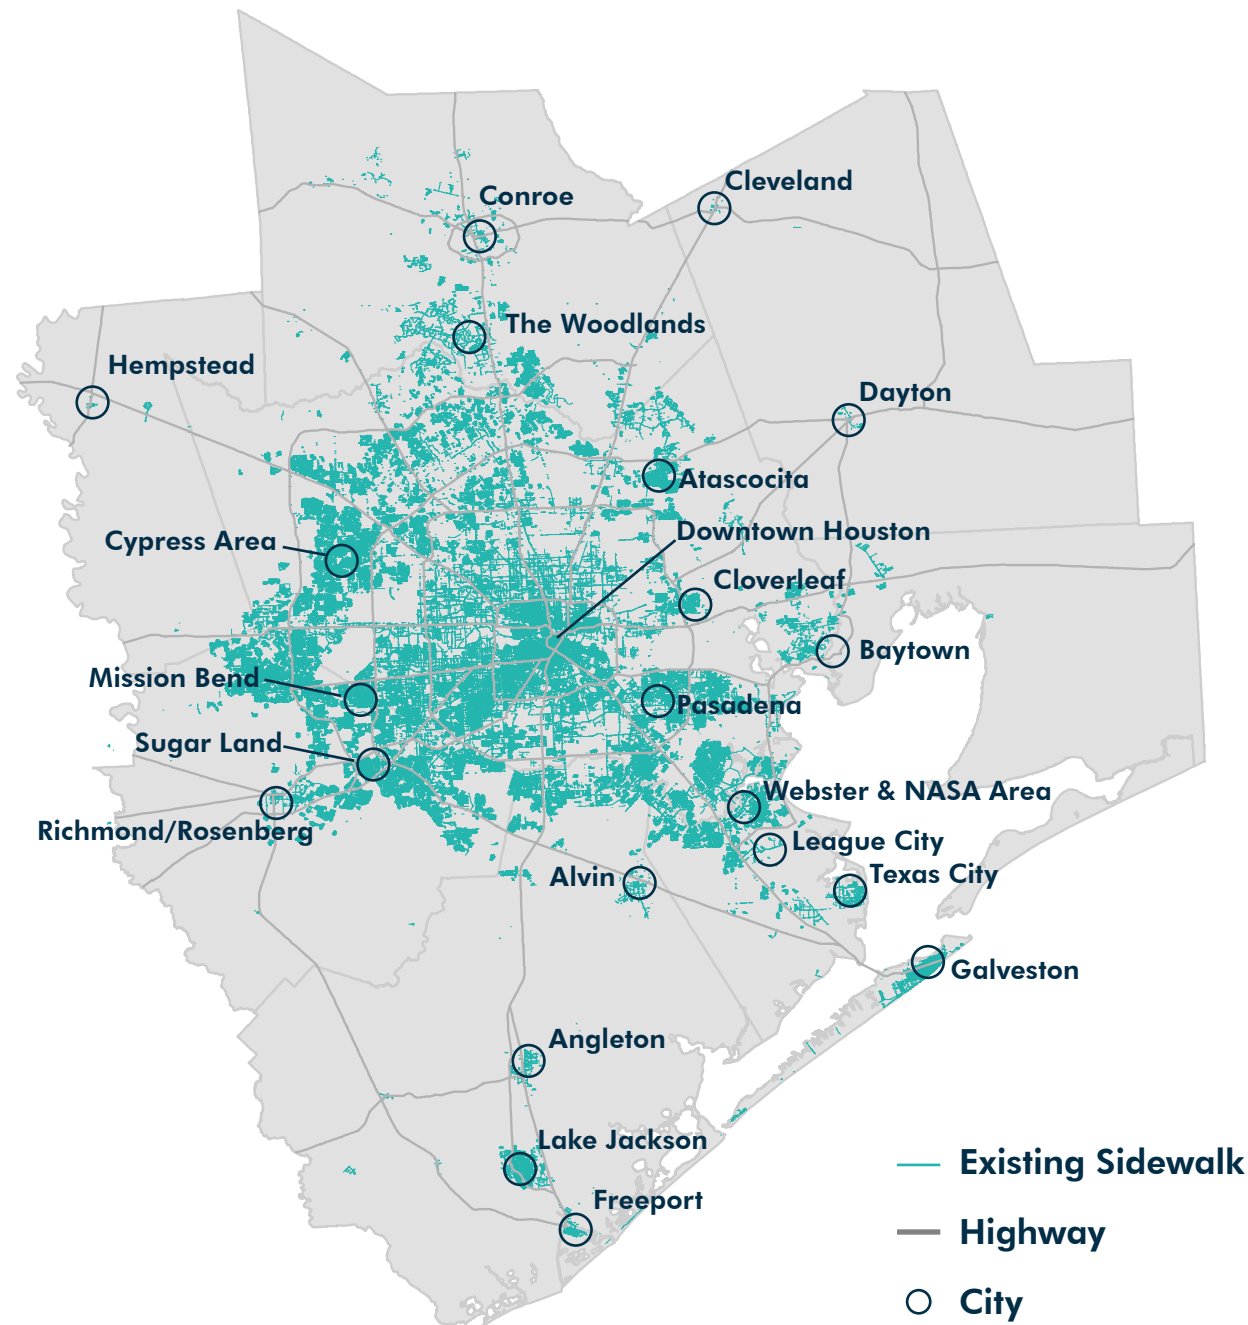 Cleveland
Conroe
The Woodlands
Hempstead
Dayton
Atascocita
Downtown Houston
Cypress Area
Cloverleaf
Baytown
Mission Bend
Pasadena
Sugar Land
Webster & NASA Area
Richmond/Rosenberg
League City
Texas City
Alvin
Galveston
Angleton
Lake Jackson
Freeport
Existing Sidewalk
Highway
City